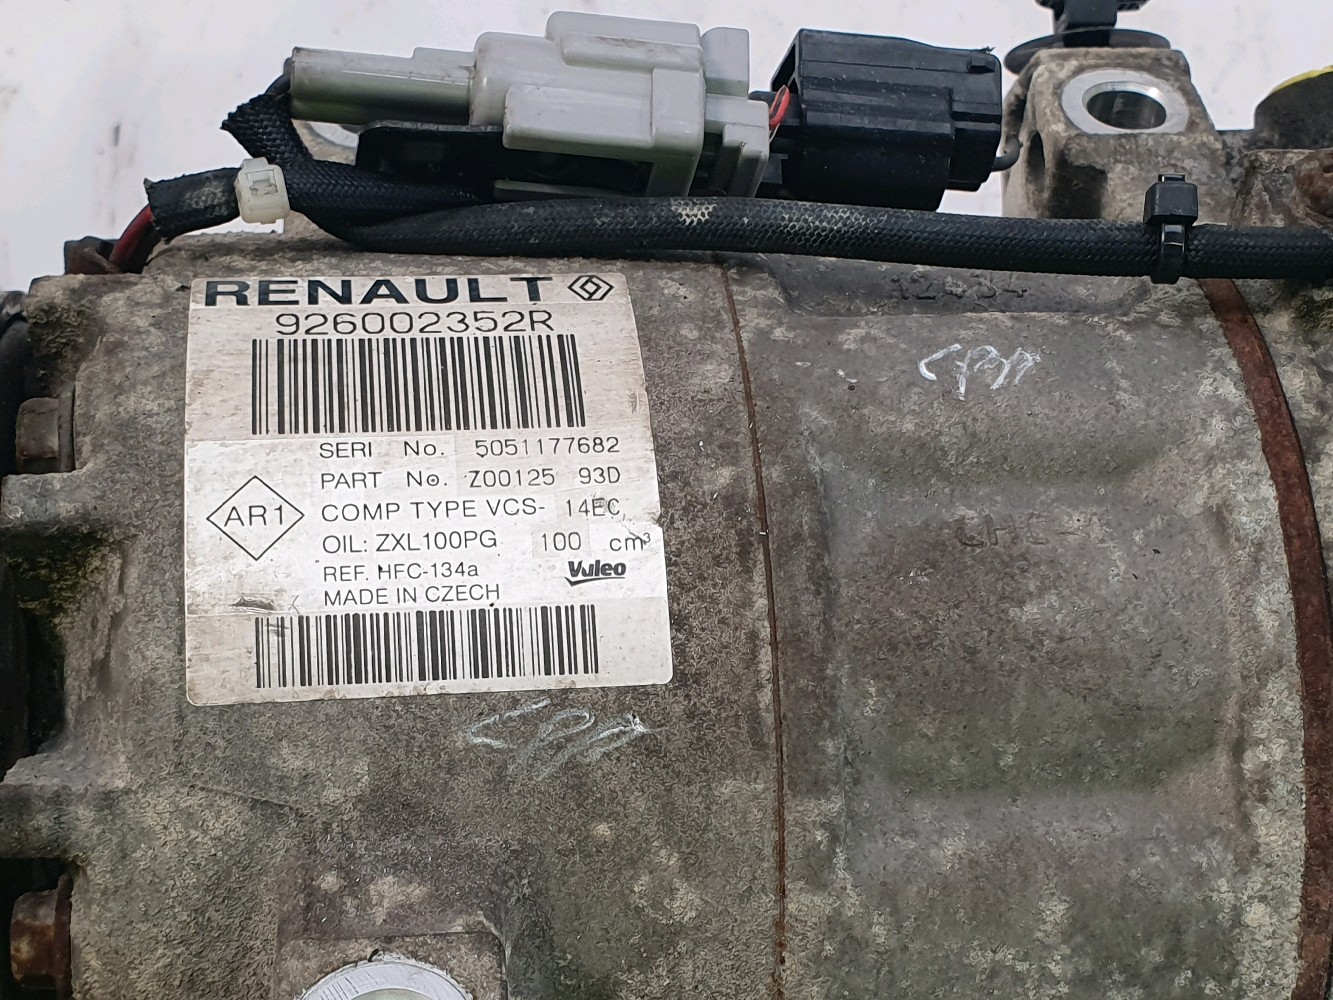 RENAULT
926002352R
SERI No. 5051177682
PART No. Z00125 93D
AR1
COMP TYPE VCS- 14EC
OIL: ZXL100PG 100 cm³
REF. HFC-134a
Valeo
MADE IN CZECH